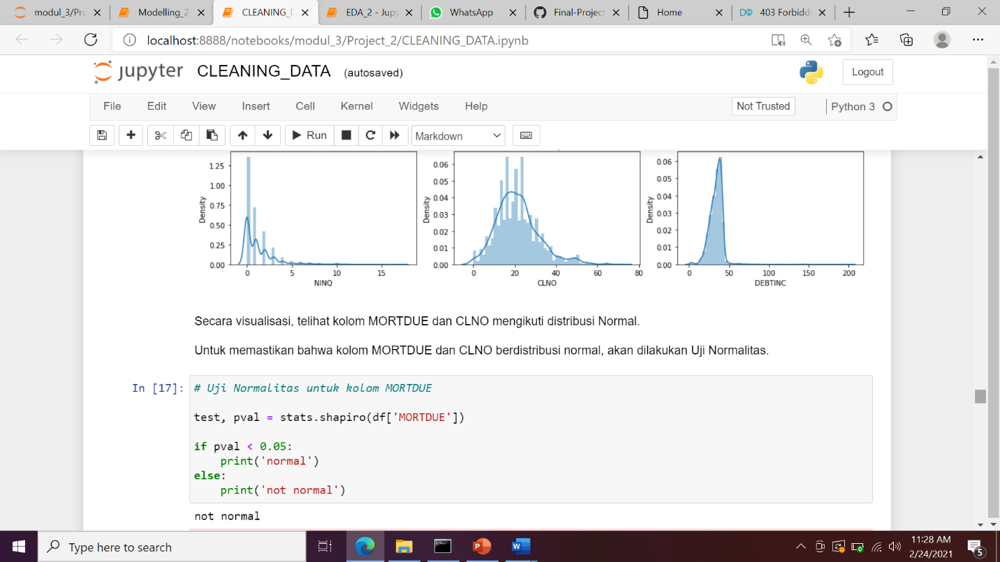 modul_3/Pro
Modelling_2
CLEANING_D
EDA_2 - Jup
WhatsApp
Final-Project
Home
403 Forbidd
localhost:8888/notebooks/modul_3/Project_2/CLEANING_DATA.ipynb
jupyter CLEANING_DATA (autosaved)
Logout
File Edit View Insert Cell Kernel Widgets Help
Not Trusted
Python 3
Run
Markdown
1.25
1.00
0.75
0.50
0.25
0.00
Density
0 5 10 15
NINQ
0.06
0.05
0.04
0.03
0.02
0.01
0.00
Density
0 20 40 60 80
CLNO
0.06
0.05
0.04
0.03
0.02
0.01
0.00
Density
0 50 100 150 200
DEBTINC
Secara visualisasi, telihat kolom MORTDUE dan CLNO mengikuti distribusi Normal.
Untuk memastikan bahwa kolom MORTDUE dan CLNO berdistribusi normal, akan dilakukan Uji Normalitas.
In [17]:
# Uji Normalitas untuk kolom MORTDUE
test, pval = stats.shapiro(df['MORTDUE'])
if pval < 0.05:
    print('normal')
else:
    print('not normal')
not normal
Type here to search
11:28 AM
2/24/2021
5